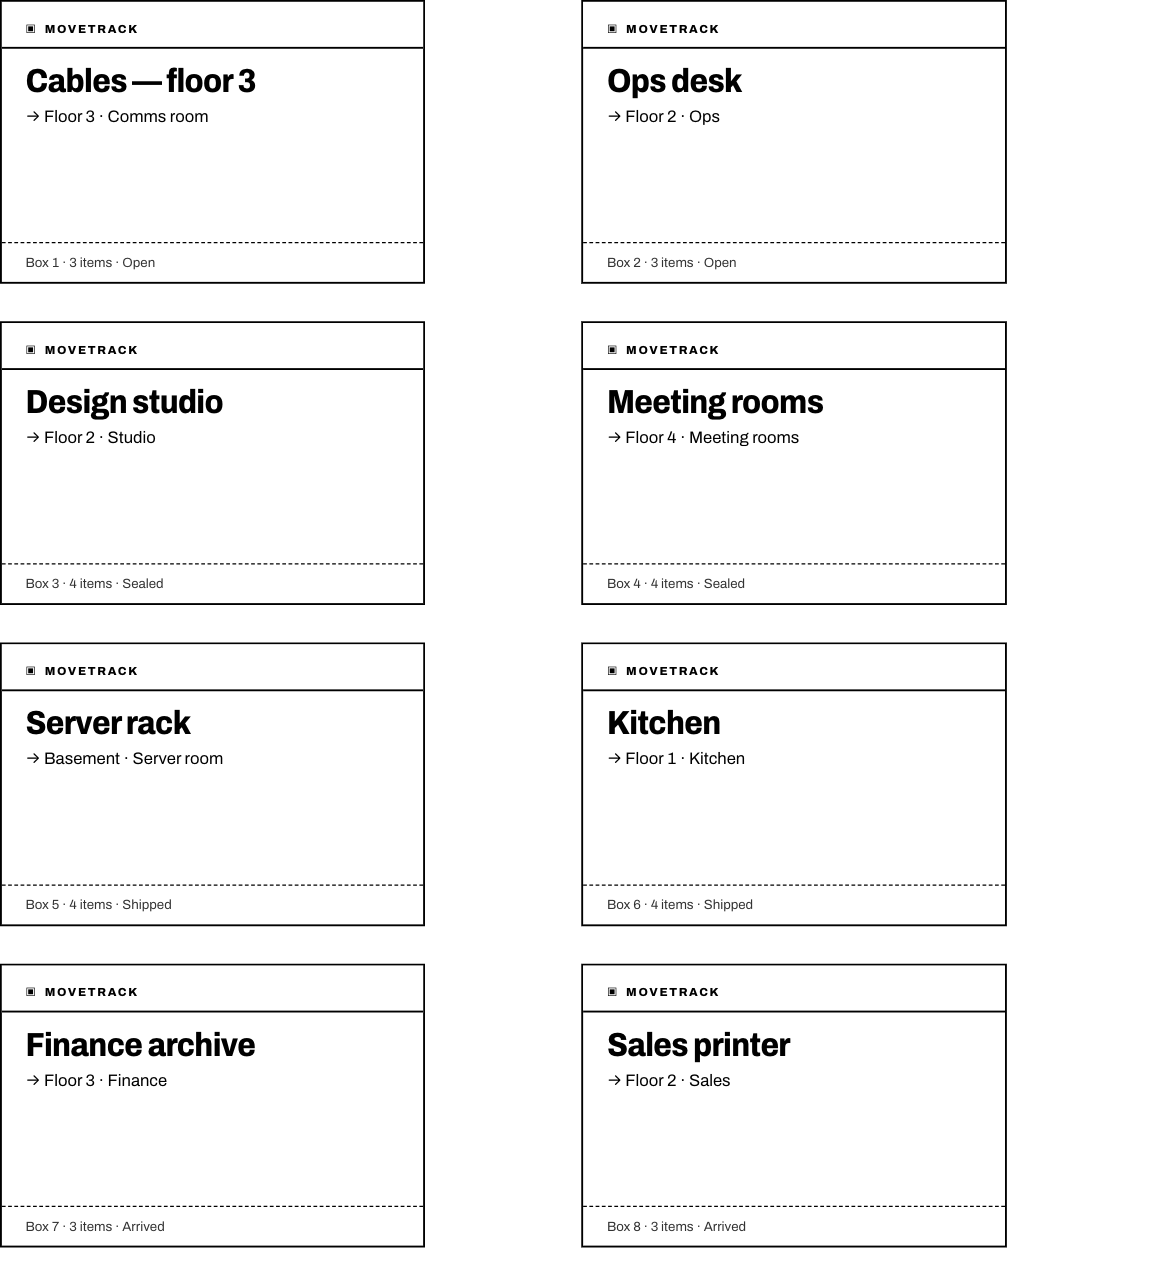 ▣ MOVETRACK
Cables — floor 3
→ Floor 3 · Comms room
Box 1 · 3 items · Open
▣ MOVETRACK
Ops desk
→ Floor 2 · Ops
Box 2 · 3 items · Open
▣ MOVETRACK
Design studio
→ Floor 2 · Studio
Box 3 · 4 items · Sealed
▣ MOVETRACK
Meeting rooms
→ Floor 4 · Meeting rooms
Box 4 · 4 items · Sealed
▣ MOVETRACK
Server rack
→ Basement · Server room
Box 5 · 4 items · Shipped
▣ MOVETRACK
Kitchen
→ Floor 1 · Kitchen
Box 6 · 4 items · Shipped
▣ MOVETRACK
Finance archive
→ Floor 3 · Finance
Box 7 · 3 items · Arrived
▣ MOVETRACK
Sales printer
→ Floor 2 · Sales
Box 8 · 3 items · Arrived